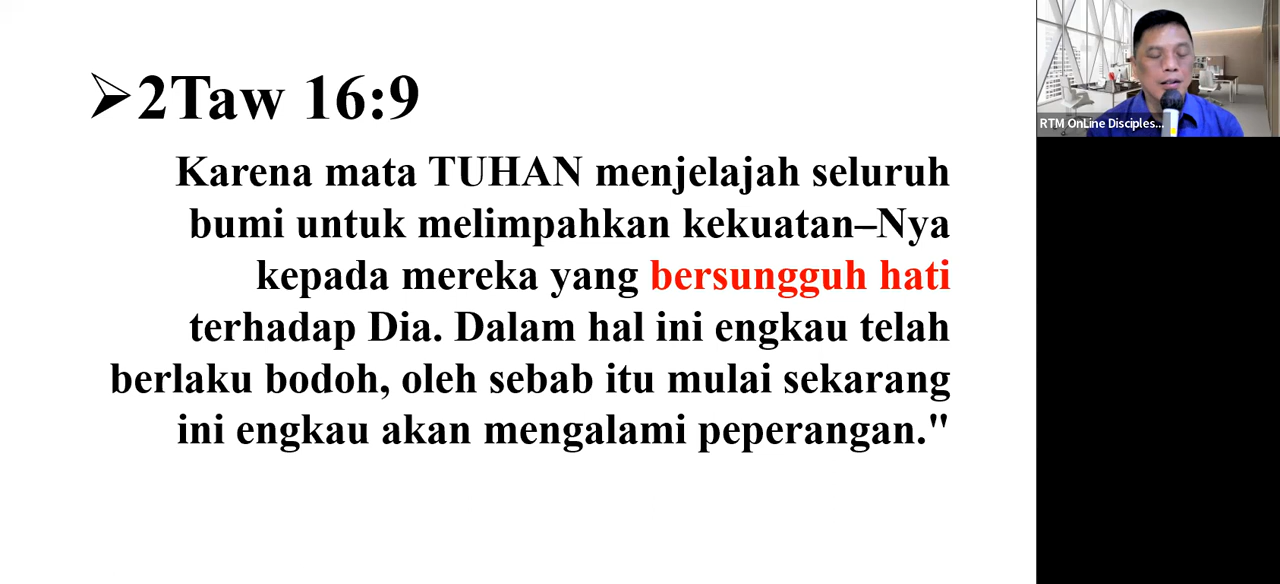 ➢2Taw 16:9
Karena mata TUHAN menjelajah seluruh
bumi untuk melimpahkan kekuatan–Nya
kepada mereka yang bersungguh hati
terhadap Dia. Dalam hal ini engkau telah
berlaku bodoh, oleh sebab itu mulai sekarang
ini engkau akan mengalami peperangan."
RTM OnLine Disciples...